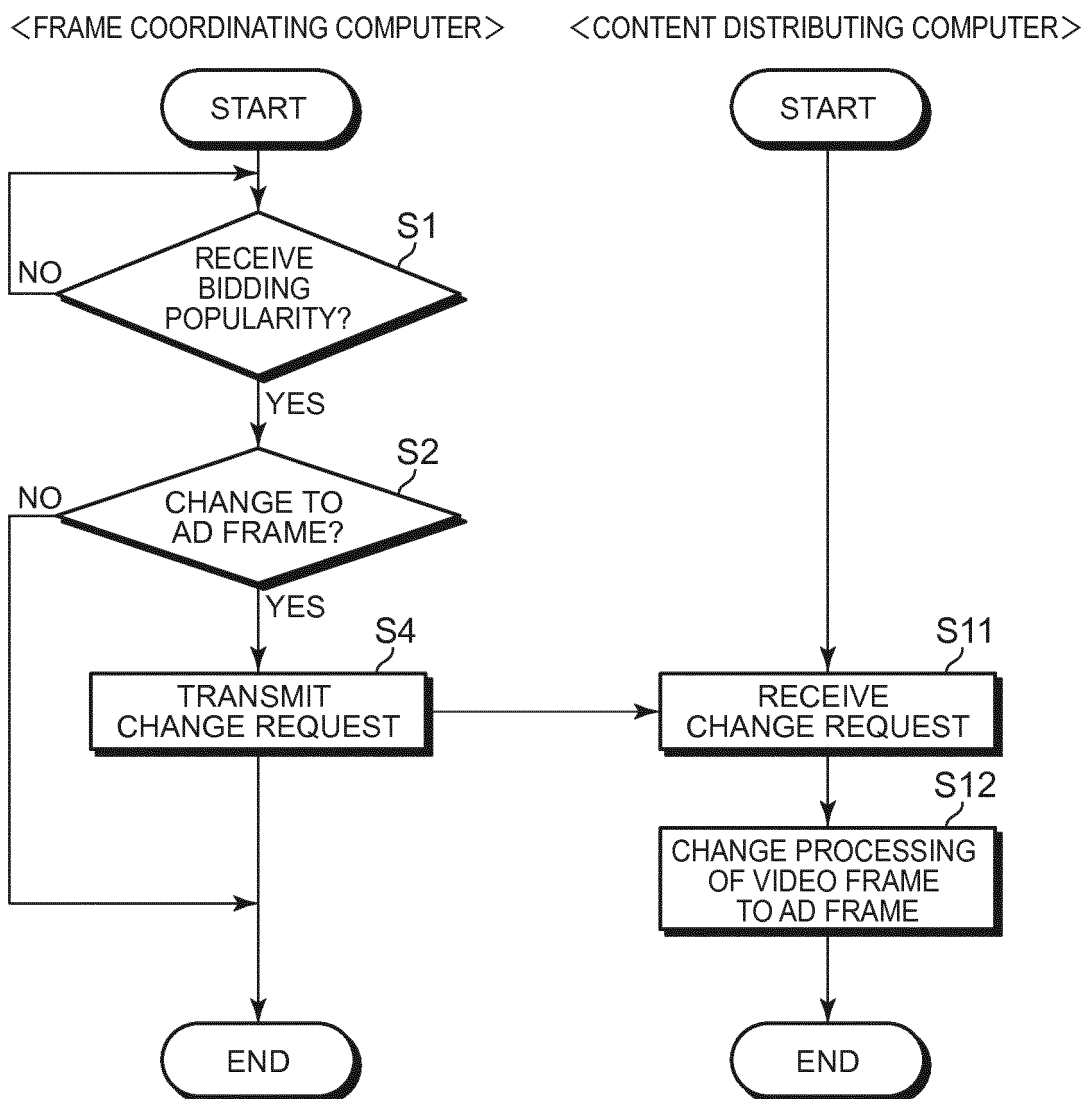 <FRAME COORDINATING COMPUTER>
<CONTENT DISTRIBUTING COMPUTER>
START
START
S1
RECEIVE
BIDDING
POPULARITY?
NO
YES
S2
CHANGE TO
AD FRAME?
NO
YES
S4
TRANSMIT
CHANGE REQUEST
S11
RECEIVE
CHANGE REQUEST
S12
CHANGE PROCESSING
OF VIDEO FRAME
TO AD FRAME
END
END